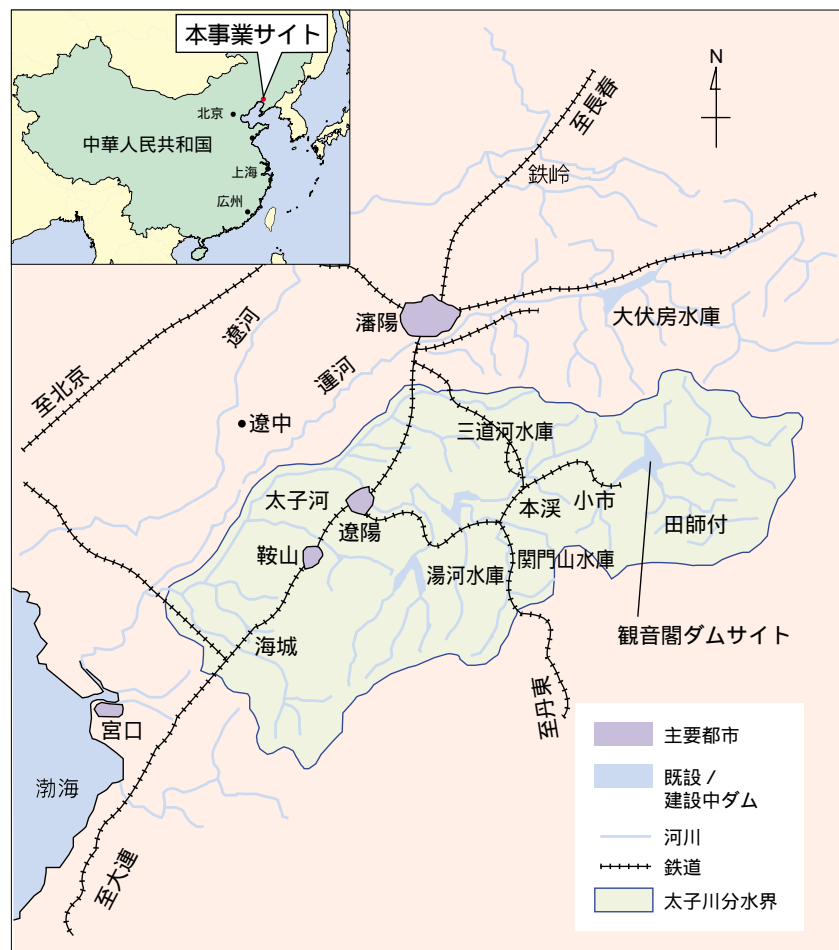 本事業サイト
北京
中華人民共和国
上海
広州
N
至長春
鉄岭
瀋陽
大伏房水庫
遼河
運河
至北京
遼中
三道河水庫
太子河
遼陽
本渓
小市
田師付
鞍山
湯河水庫
関門山水庫
海城
観音閣ダムサイト
宮口
至丹東
渤海
至大連
主要都市
既設 /
建設中ダム
河川
鉄道
太子川分水界